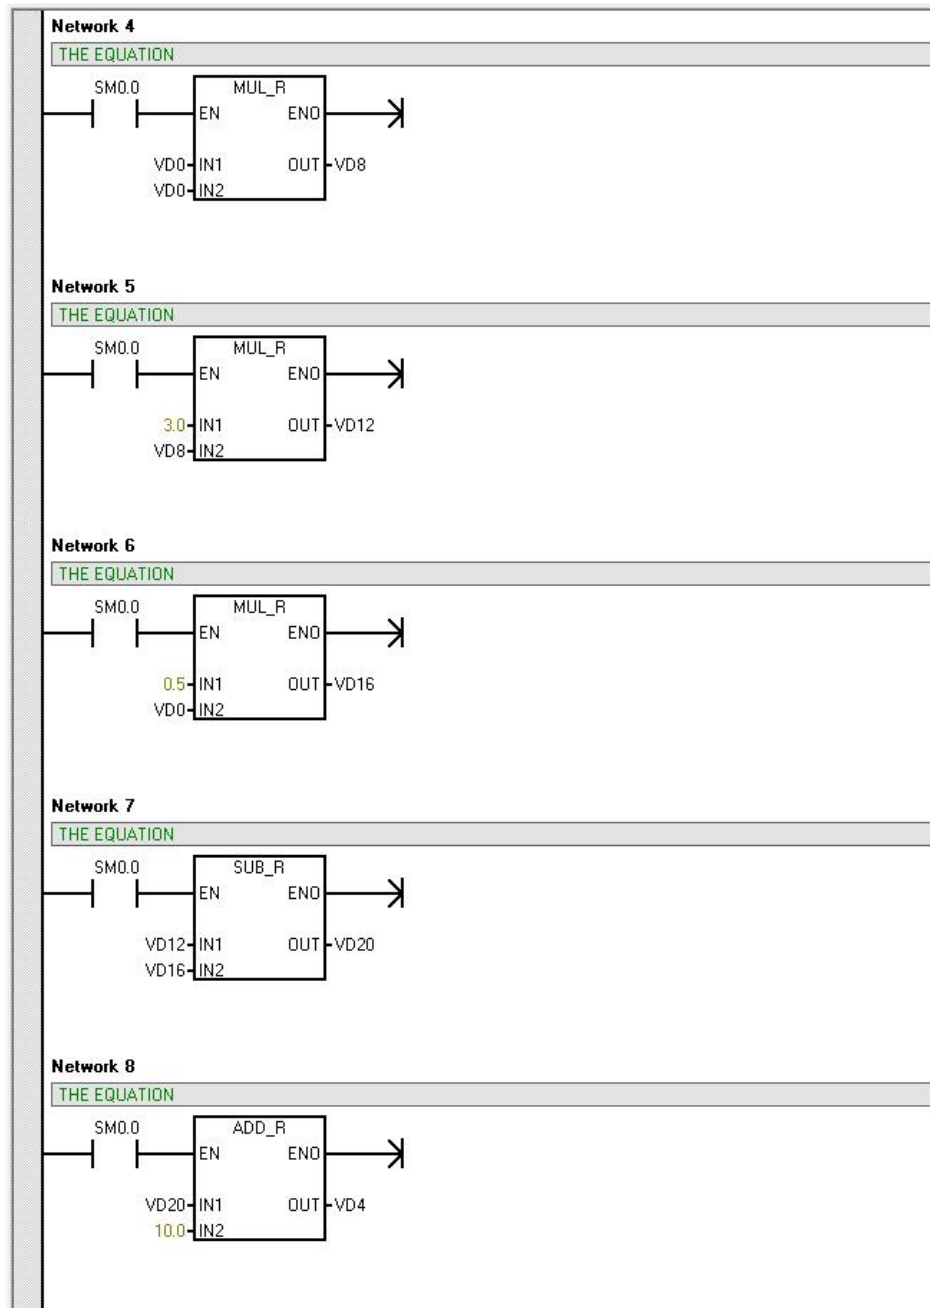 Network 4
THE EQUATION
SM0.0 MUL_R
EN ENO
VD0 IN1 OUT VD8
VD0 IN2
Network 5
THE EQUATION
SM0.0 MUL_R
EN ENO
3.0 IN1 OUT VD12
VD8 IN2
Network 6
THE EQUATION
SM0.0 MUL_R
EN ENO
0.5 IN1 OUT VD16
VD0 IN2
Network 7
THE EQUATION
SM0.0 SUB_R
EN ENO
VD12 IN1 OUT VD20
VD16 IN2
Network 8
THE EQUATION
SM0.0 ADD_R
EN ENO
VD20 IN1 OUT VD4
10.0 IN2